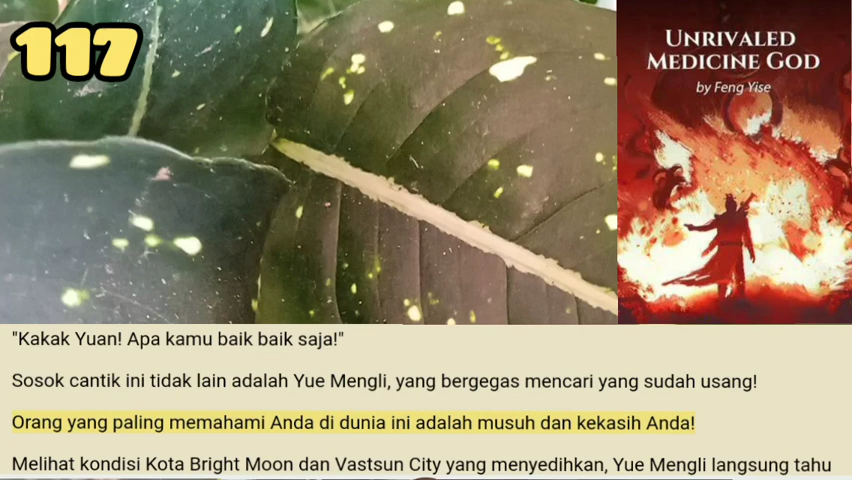 117
UNRIVALED
MEDICINE GOD
by Feng Yise
"Kakak Yuan! Apa kamu baik baik saja!"
Sosok cantik ini tidak lain adalah Yue Mengli, yang bergegas mencari yang sudah usang!
Orang yang paling memahami Anda di dunia ini adalah musuh dan kekasih Anda!
Melihat kondisi Kota Bright Moon dan Vastsun City yang menyedihkan, Yue Mengli langsung tahu